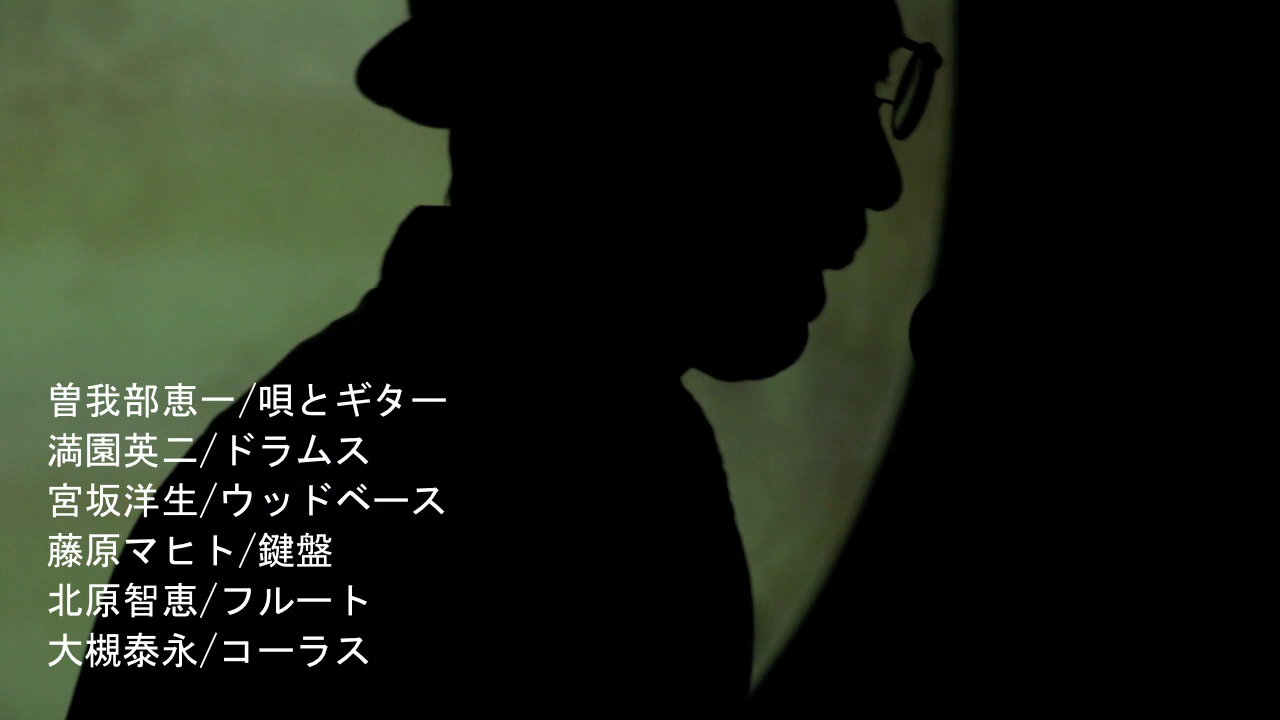 曽我部恵一/唄とギター
満園英二/ドラムス
宮坂洋生/ウッドベース
藤原マヒト/鍵盤
北原智恵/フルート
大槻泰永/コーラス